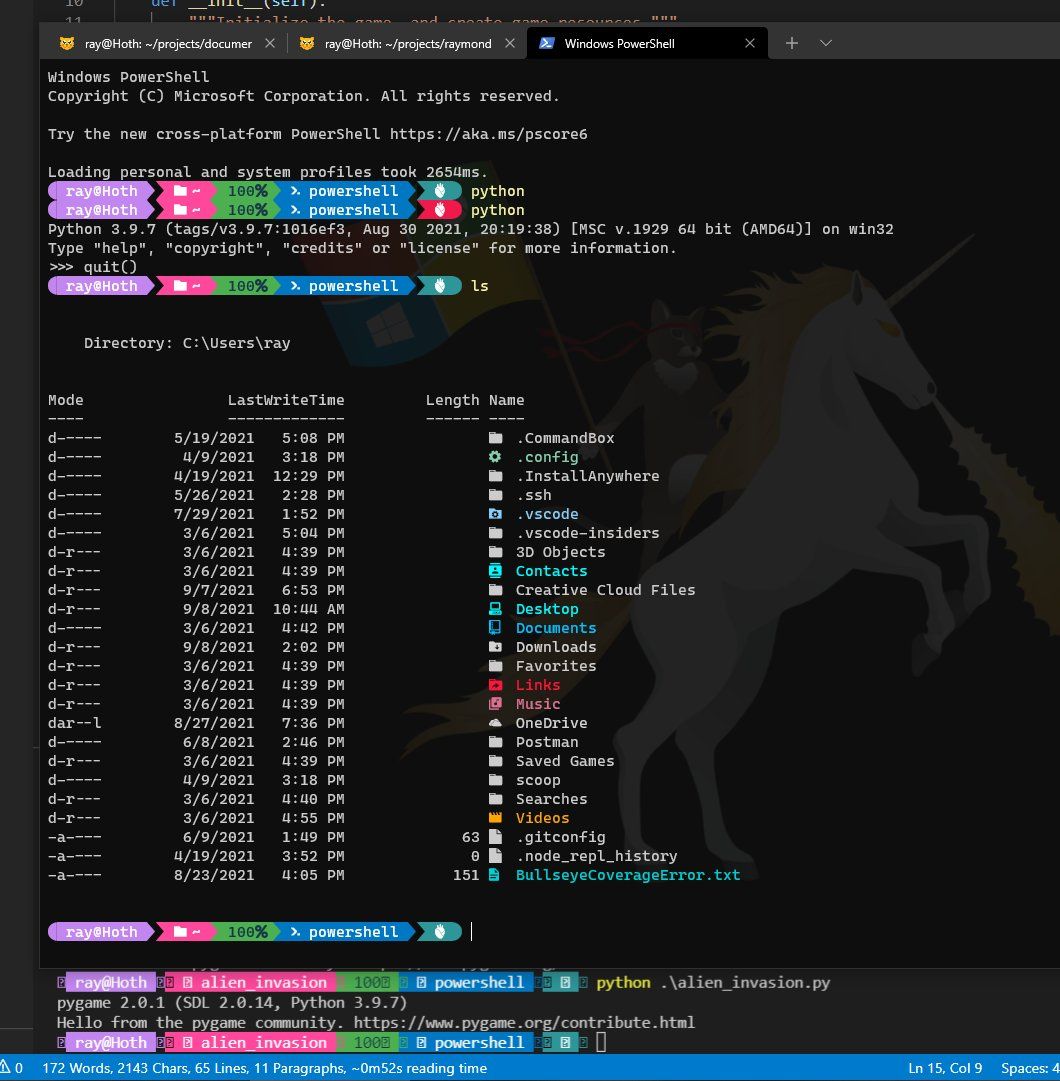 10 def __init__(self):
11 """Initialize the game, and create game resources."""
ray@Hoth: ~/projects/documer ray@Hoth: ~/projects/raymond Windows PowerShell
Windows PowerShell
Copyright (C) Microsoft Corporation. All rights reserved.
Try the new cross-platform PowerShell https://aka.ms/pscore6
Loading personal and system profiles took 2654ms.
ray@Hoth ~ 100% powershell python
ray@Hoth ~ 100% powershell python
Python 3.9.7 (tags/v3.9.7:1016ef3, Aug 30 2021, 20:19:38) [MSC v.1929 64 bit (AMD64)] on win32
Type "help", "copyright", "credits" or "license" for more information.
>>> quit()
ray@Hoth ~ 100% powershell ls
Directory: C:\Users\ray
Mode LastWriteTime Length Name
---- ------------- ------ ----
d----- 5/19/2021 5:08 PM .CommandBox
d----- 4/9/2021 3:18 PM .config
d----- 4/19/2021 12:29 PM .InstallAnywhere
d----- 5/26/2021 2:28 PM .ssh
d----- 7/29/2021 1:52 PM .vscode
d----- 3/6/2021 5:04 PM .vscode-insiders
d-r--- 3/6/2021 4:39 PM 3D Objects
d-r--- 3/6/2021 4:39 PM Contacts
d-r--- 9/7/2021 6:53 PM Creative Cloud Files
d-r--- 9/8/2021 10:44 AM Desktop
d-r--- 3/6/2021 4:42 PM Documents
d-r--- 9/8/2021 2:02 PM Downloads
d-r--- 3/6/2021 4:39 PM Favorites
d-r--- 3/6/2021 4:39 PM Links
d-r--- 3/6/2021 4:39 PM Music
dar--l 8/27/2021 7:36 PM OneDrive
d----- 6/8/2021 2:46 PM Postman
d-r--- 3/6/2021 4:39 PM Saved Games
d----- 4/9/2021 3:18 PM scoop
d-r--- 3/6/2021 4:40 PM Searches
d-r--- 3/6/2021 4:55 PM Videos
-a---- 6/9/2021 1:49 PM 63 .gitconfig
-a---- 4/19/2021 3:52 PM 0 .node_repl_history
-a---- 8/23/2021 4:05 PM 151 BullseyeCoverageError.txt
ray@Hoth ~ 100% powershell
ray@Hoth alien_invasion 100 powershell python .\alien_invasion.py
pygame 2.0.1 (SDL 2.0.14, Python 3.9.7)
Hello from the pygame community. https://www.pygame.org/contribute.html
ray@Hoth alien_invasion 100 powershell
0 172 Words, 2143 Chars, 65 Lines, 11 Paragraphs, ~0m52s reading time Ln 15, Col 9 Spaces: 4